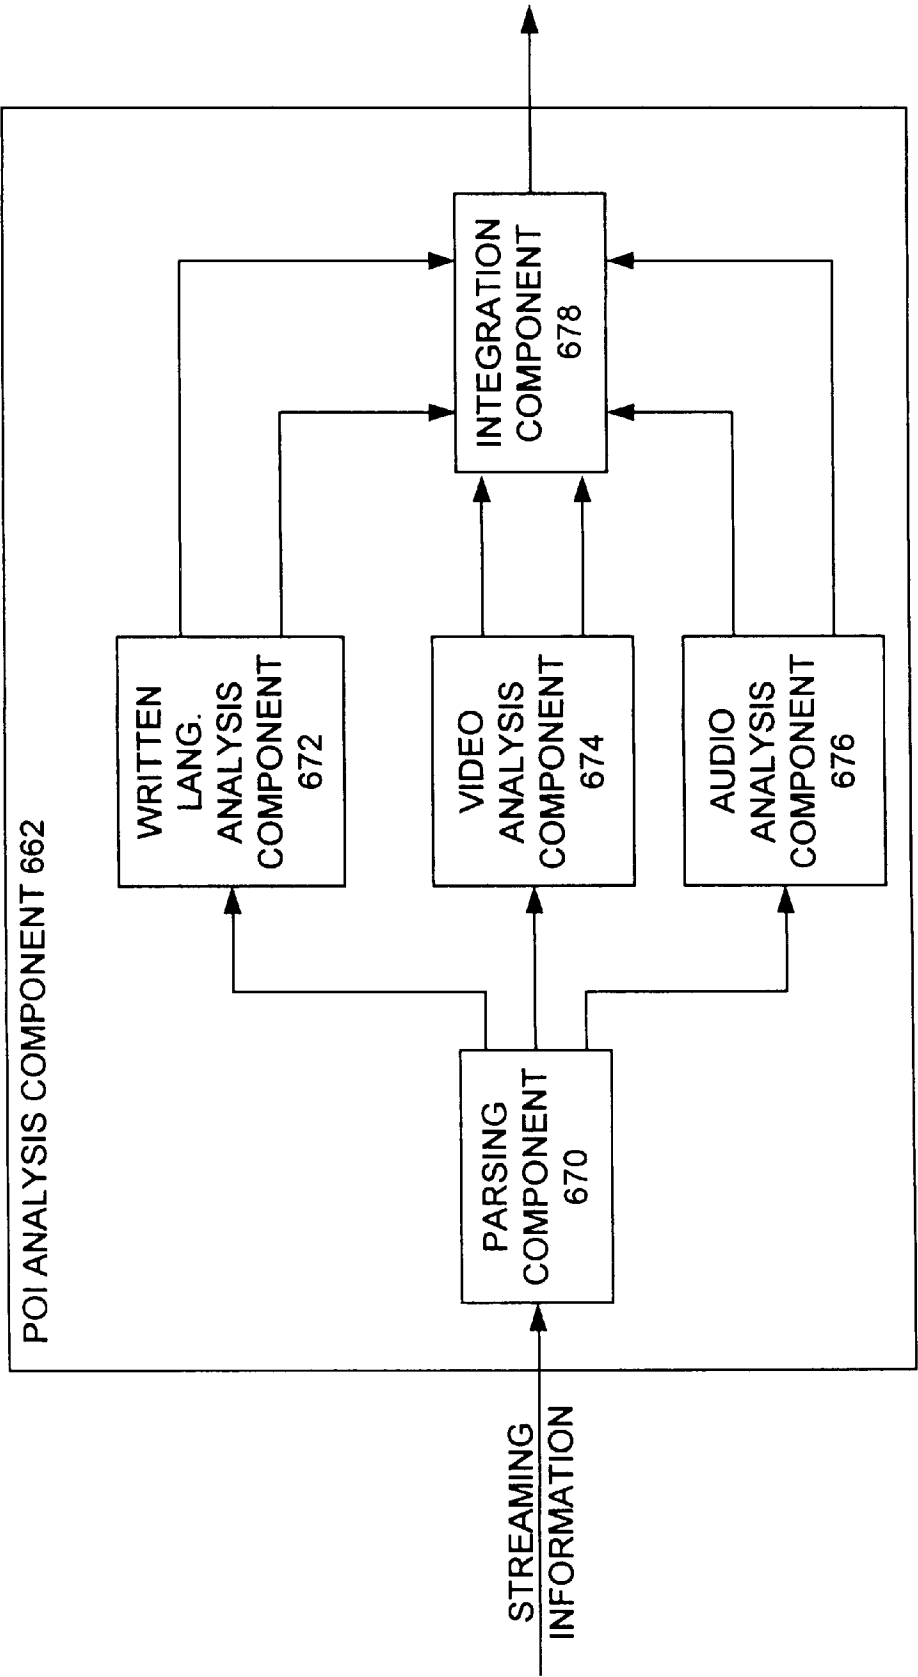 POI ANALYSIS COMPONENT 662
STREAMING
INFORMATION
PARSING
COMPONENT
670
WRITTEN
LANG.
ANALYSIS
COMPONENT
672
VIDEO
ANALYSIS
COMPONENT
674
AUDIO
ANALYSIS
COMPONENT
676
INTEGRATION
COMPONENT
678